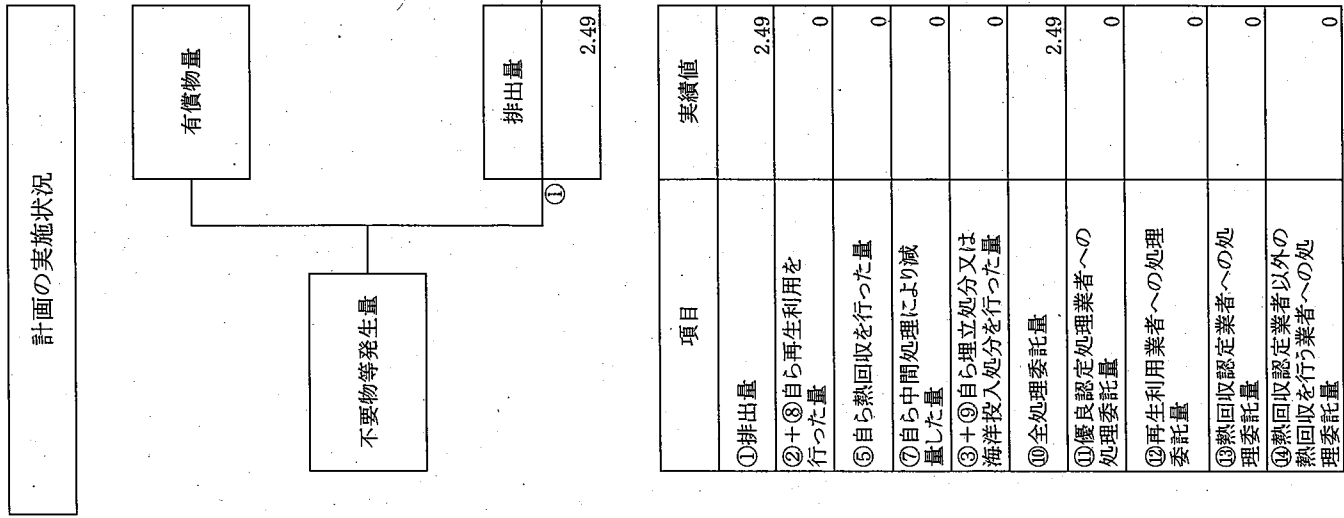 計画の実施状況
不要物等発生量
有償物量
①
排出量
2.49
項目
実績値
①排出量
2.49
②+⑧自ら再生利用を
行った量
0
⑤自ら熱回収を行った量
0
⑦自ら中間処理により減
量した量
0
③+⑨自ら埋立処分又は
海洋投入処分を行った量
0
⑩全処理委託量
2.49
⑪優良認定処理業者への
処理委託量
0
⑫再生利用業者への処理
委託量
0
⑬熱回収認定業者への処
理委託量
0
⑭熱回収認定業者以外の
熱回収を行う業者への処
理委託量
0